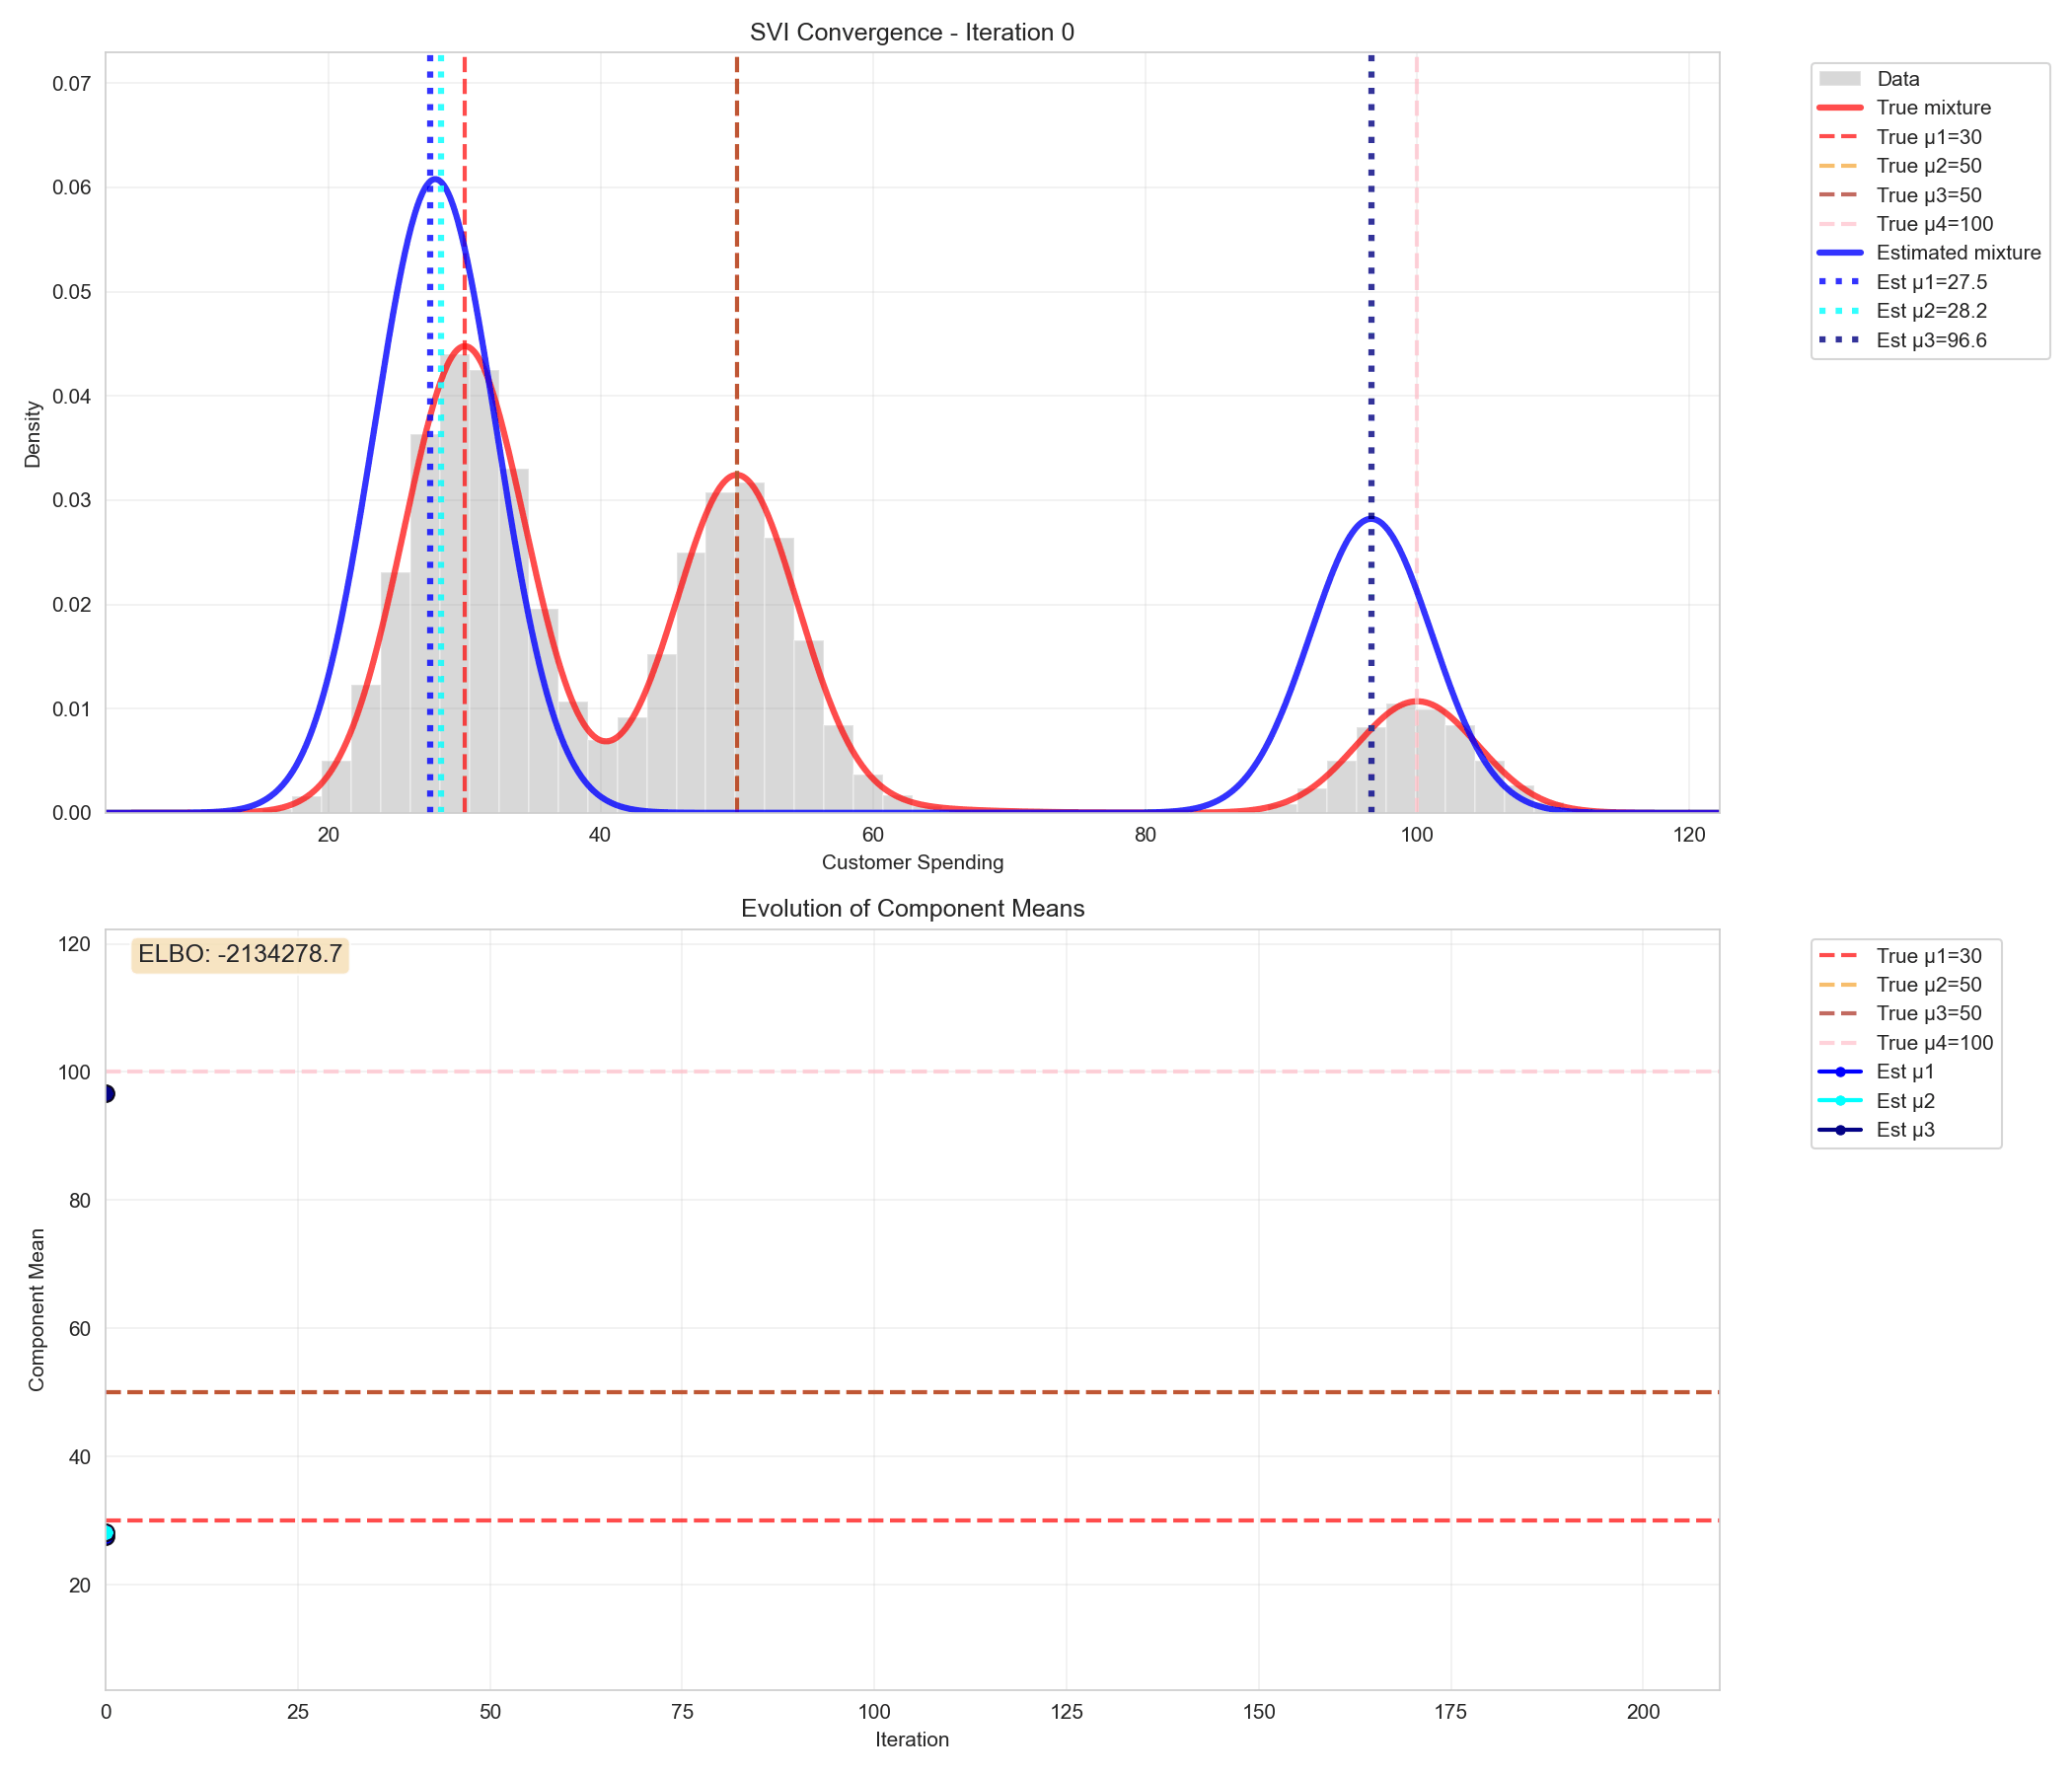 SVI Convergence - Iteration 0
0.07
0.06
0.05
0.04
0.03
0.02
0.01
0.00
Density
20
40
60
80
100
120
Customer Spending
Data
True mixture
True μ1=30
True μ2=50
True μ3=50
True μ4=100
Estimated mixture
Est μ1=27.5
Est μ2=28.2
Est μ3=96.6
Evolution of Component Means
ELBO: -2134278.7
120
100
80
60
40
20
Component Mean
0
25
50
75
100
125
150
175
200
Iteration
True μ1=30
True μ2=50
True μ3=50
True μ4=100
Est μ1
Est μ2
Est μ3